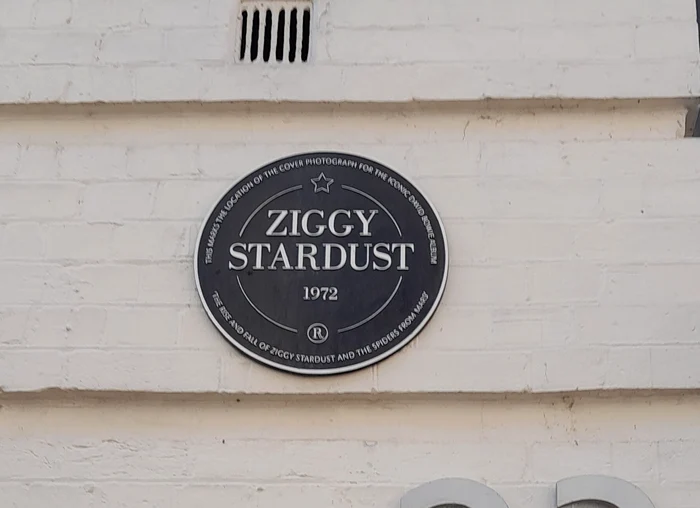 THIS MARKS THE LOCATION OF THE COVER PHOTOGRAPH FOR THE ICONIC DAVID BOWIE ALBUM
ZIGGY
STARDUST
1972
R
'THE RISE AND FALL OF ZIGGY STARDUST AND THE SPIDERS FROM MARS'